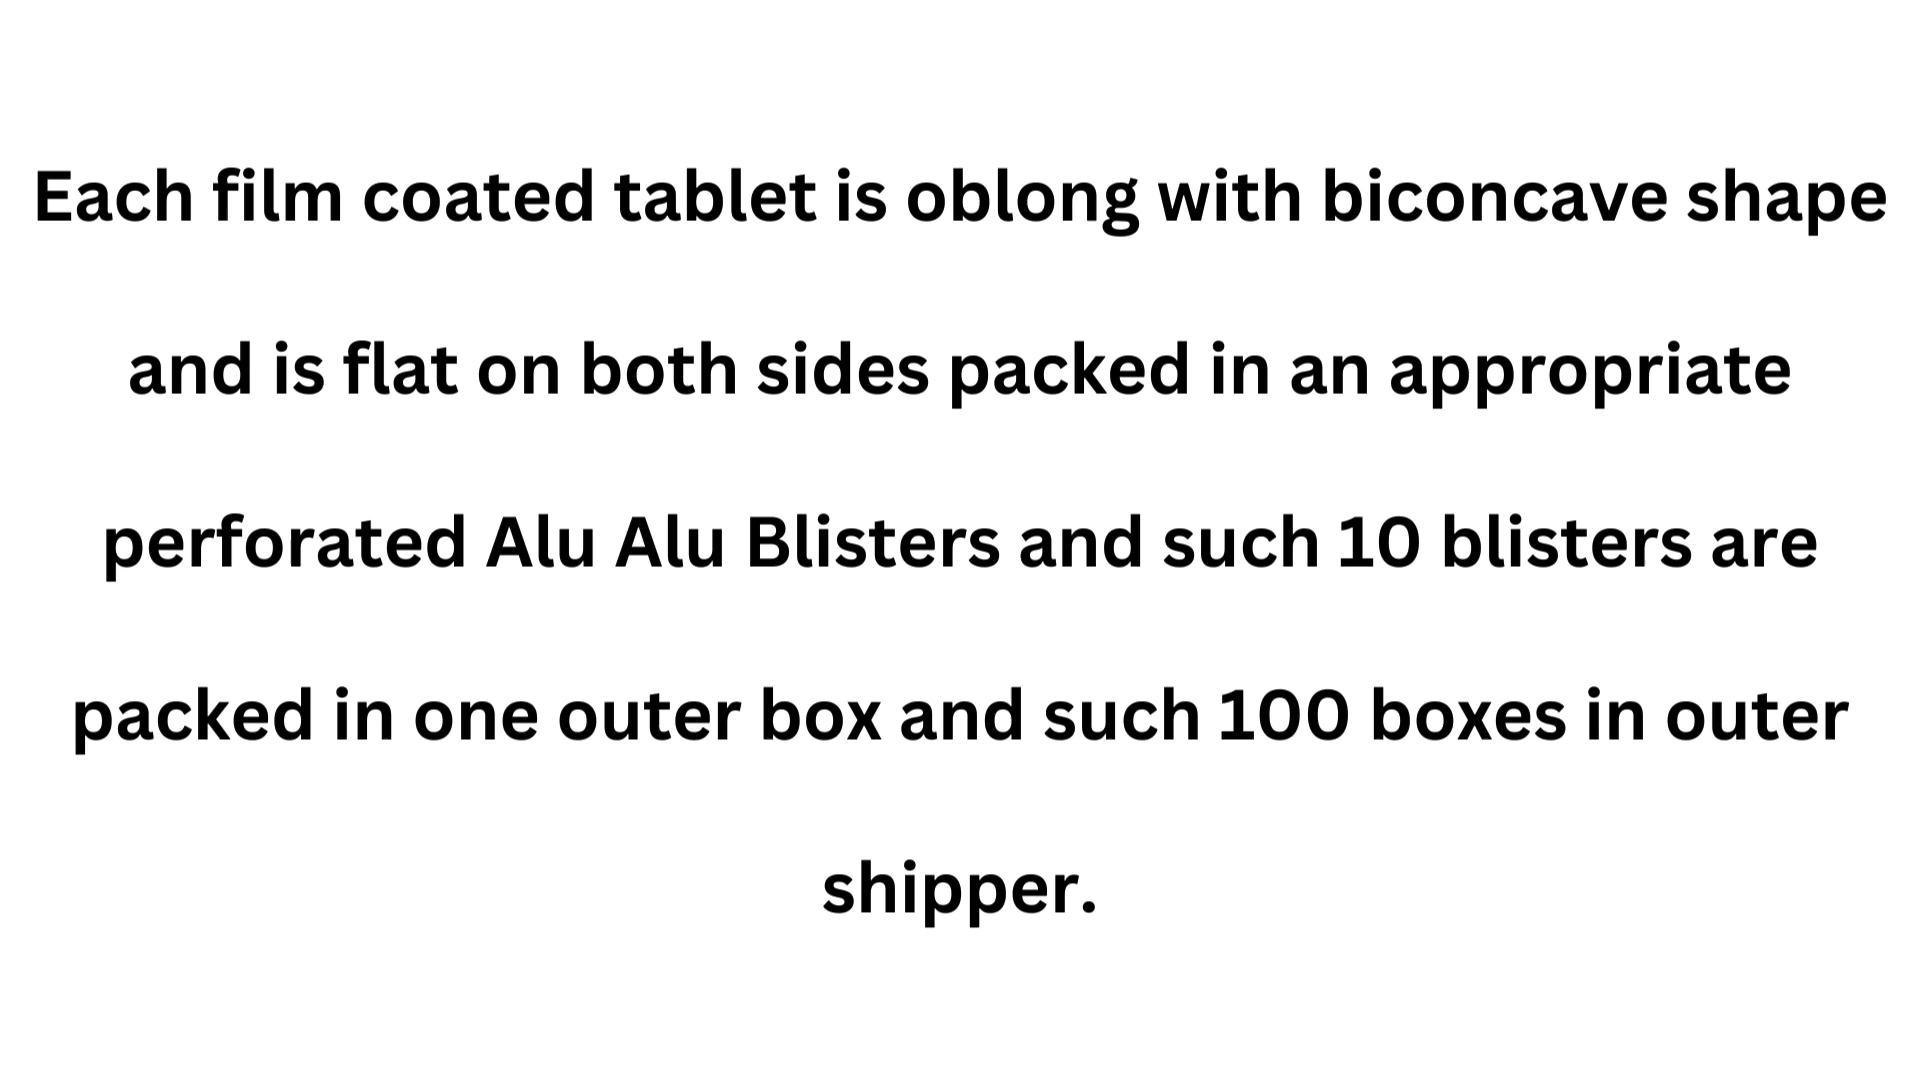 Each film coated tablet is oblong with biconcave shape
and is flat on both sides packed in an appropriate
perforated Alu Alu Blisters and such 10 blisters are
packed in one outer box and such 100 boxes in outer
shipper.